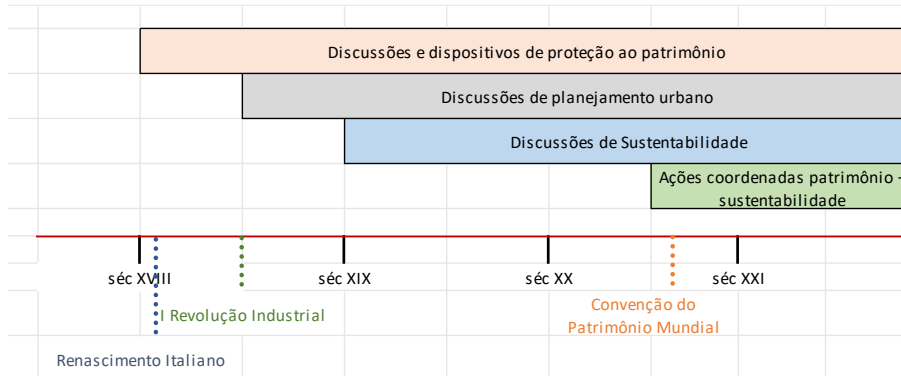 Discussões e dispositivos de proteção ao patrimônio
Discussões de planejamento urbano
Discussões de Sustentabilidade
Ações coordenadas patrimônio -
sustentabilidade
séc XVIII
séc XIX
séc XX
séc XXI
I Revolução Industrial
Convenção do
Patrimônio Mundial
Renascimento Italiano